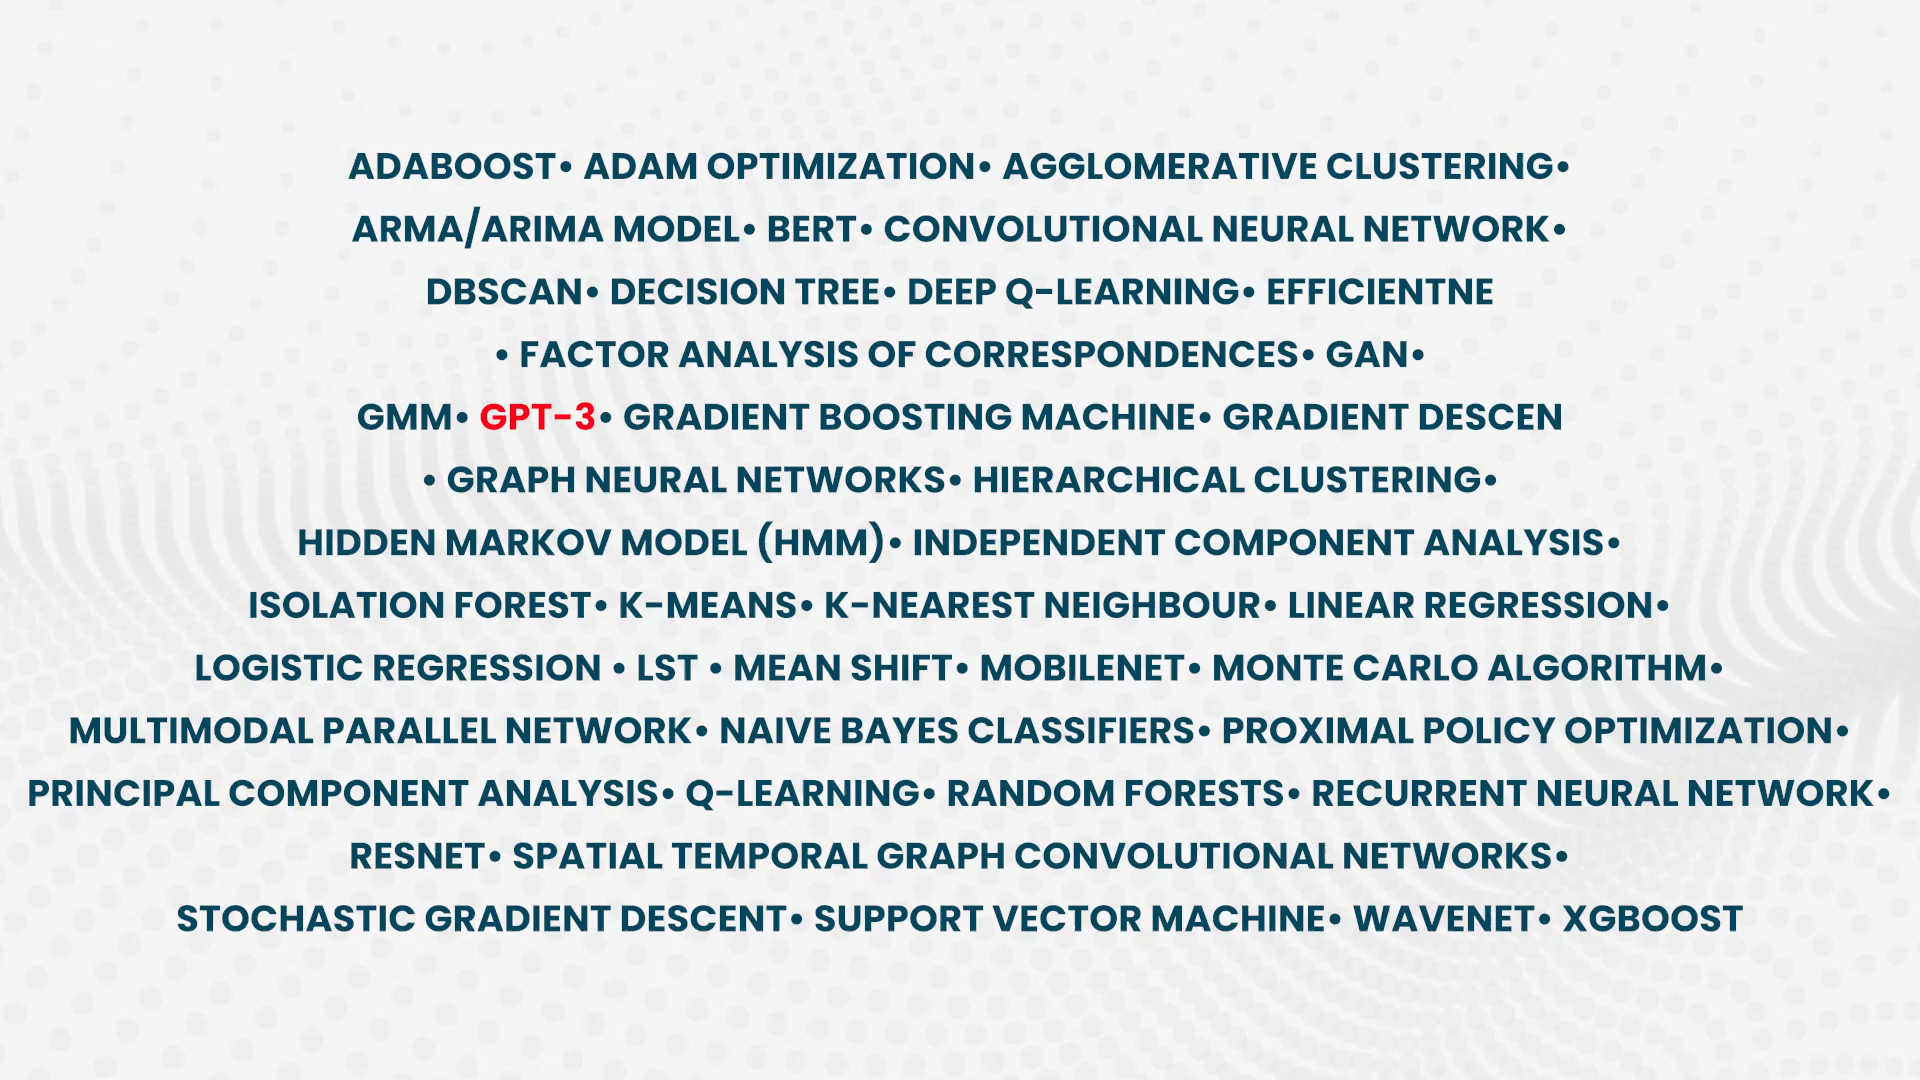 ADABOOST• ADAM OPTIMIZATION• AGGLOMERATIVE CLUSTERING•
ARMA/ARIMA MODEL• BERT• CONVOLUTIONAL NEURAL NETWORK•
DBSCAN• DECISION TREE• DEEP Q-LEARNING• EFFICIENTNE
• FACTOR ANALYSIS OF CORRESPONDENCES• GAN•
GMM• GPT-3• GRADIENT BOOSTING MACHINE• GRADIENT DESCEN
• GRAPH NEURAL NETWORKS• HIERARCHICAL CLUSTERING•
HIDDEN MARKOV MODEL (HMM)• INDEPENDENT COMPONENT ANALYSIS•
ISOLATION FOREST• K-MEANS• K-NEAREST NEIGHBOUR• LINEAR REGRESSION•
LOGISTIC REGRESSION • LST • MEAN SHIFT• MOBILENET• MONTE CARLO ALGORITHM•
MULTIMODAL PARALLEL NETWORK• NAIVE BAYES CLASSIFIERS• PROXIMAL POLICY OPTIMIZATION•
PRINCIPAL COMPONENT ANALYSIS• Q-LEARNING• RANDOM FORESTS• RECURRENT NEURAL NETWORK•
RESNET• SPATIAL TEMPORAL GRAPH CONVOLUTIONAL NETWORKS•
STOCHASTIC GRADIENT DESCENT• SUPPORT VECTOR MACHINE• WAVENET• XGBOOST